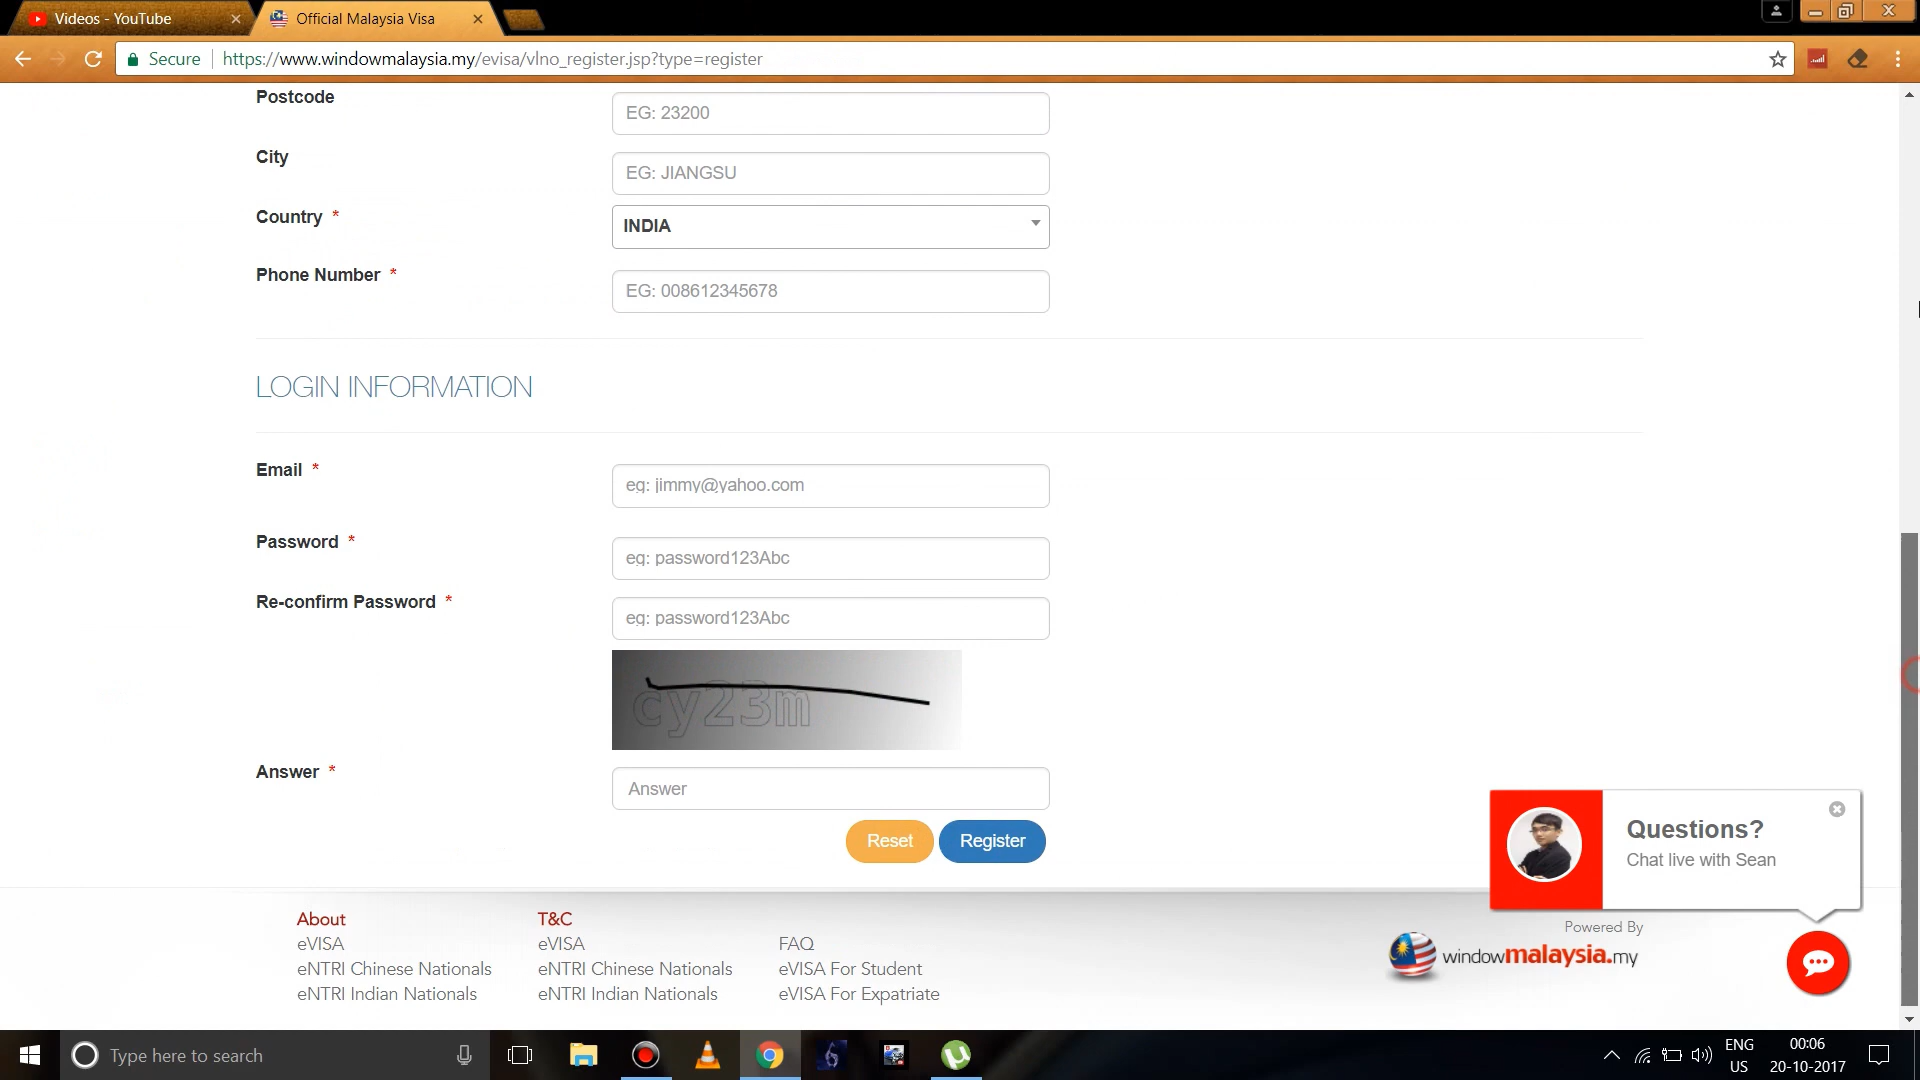 Videos - YouTube
Official Malaysia Visa
Secure https://www.windowmalaysia.my/evisa/vlno_register.jsp?type=register
Postcode
EG: 23200
City
EG: JIANGSU
Country *
INDIA
Phone Number *
EG: 008612345678
LOGIN INFORMATION
Email *
eg: jimmy@yahoo.com
Password *
eg: password123Abc
Re-confirm Password *
eg: password123Abc
cy23m
Answer *
Answer
Reset Register
Questions?
Chat live with Sean
About
eVISA
eNTRI Chinese Nationals
eNTRI Indian Nationals
T&C
eVISA
eNTRI Chinese Nationals
eNTRI Indian Nationals
FAQ
eVISA For Student
eVISA For Expatriate
Powered By
windowmalaysia.my
Type here to search
ENG
US
00:06
20-10-2017